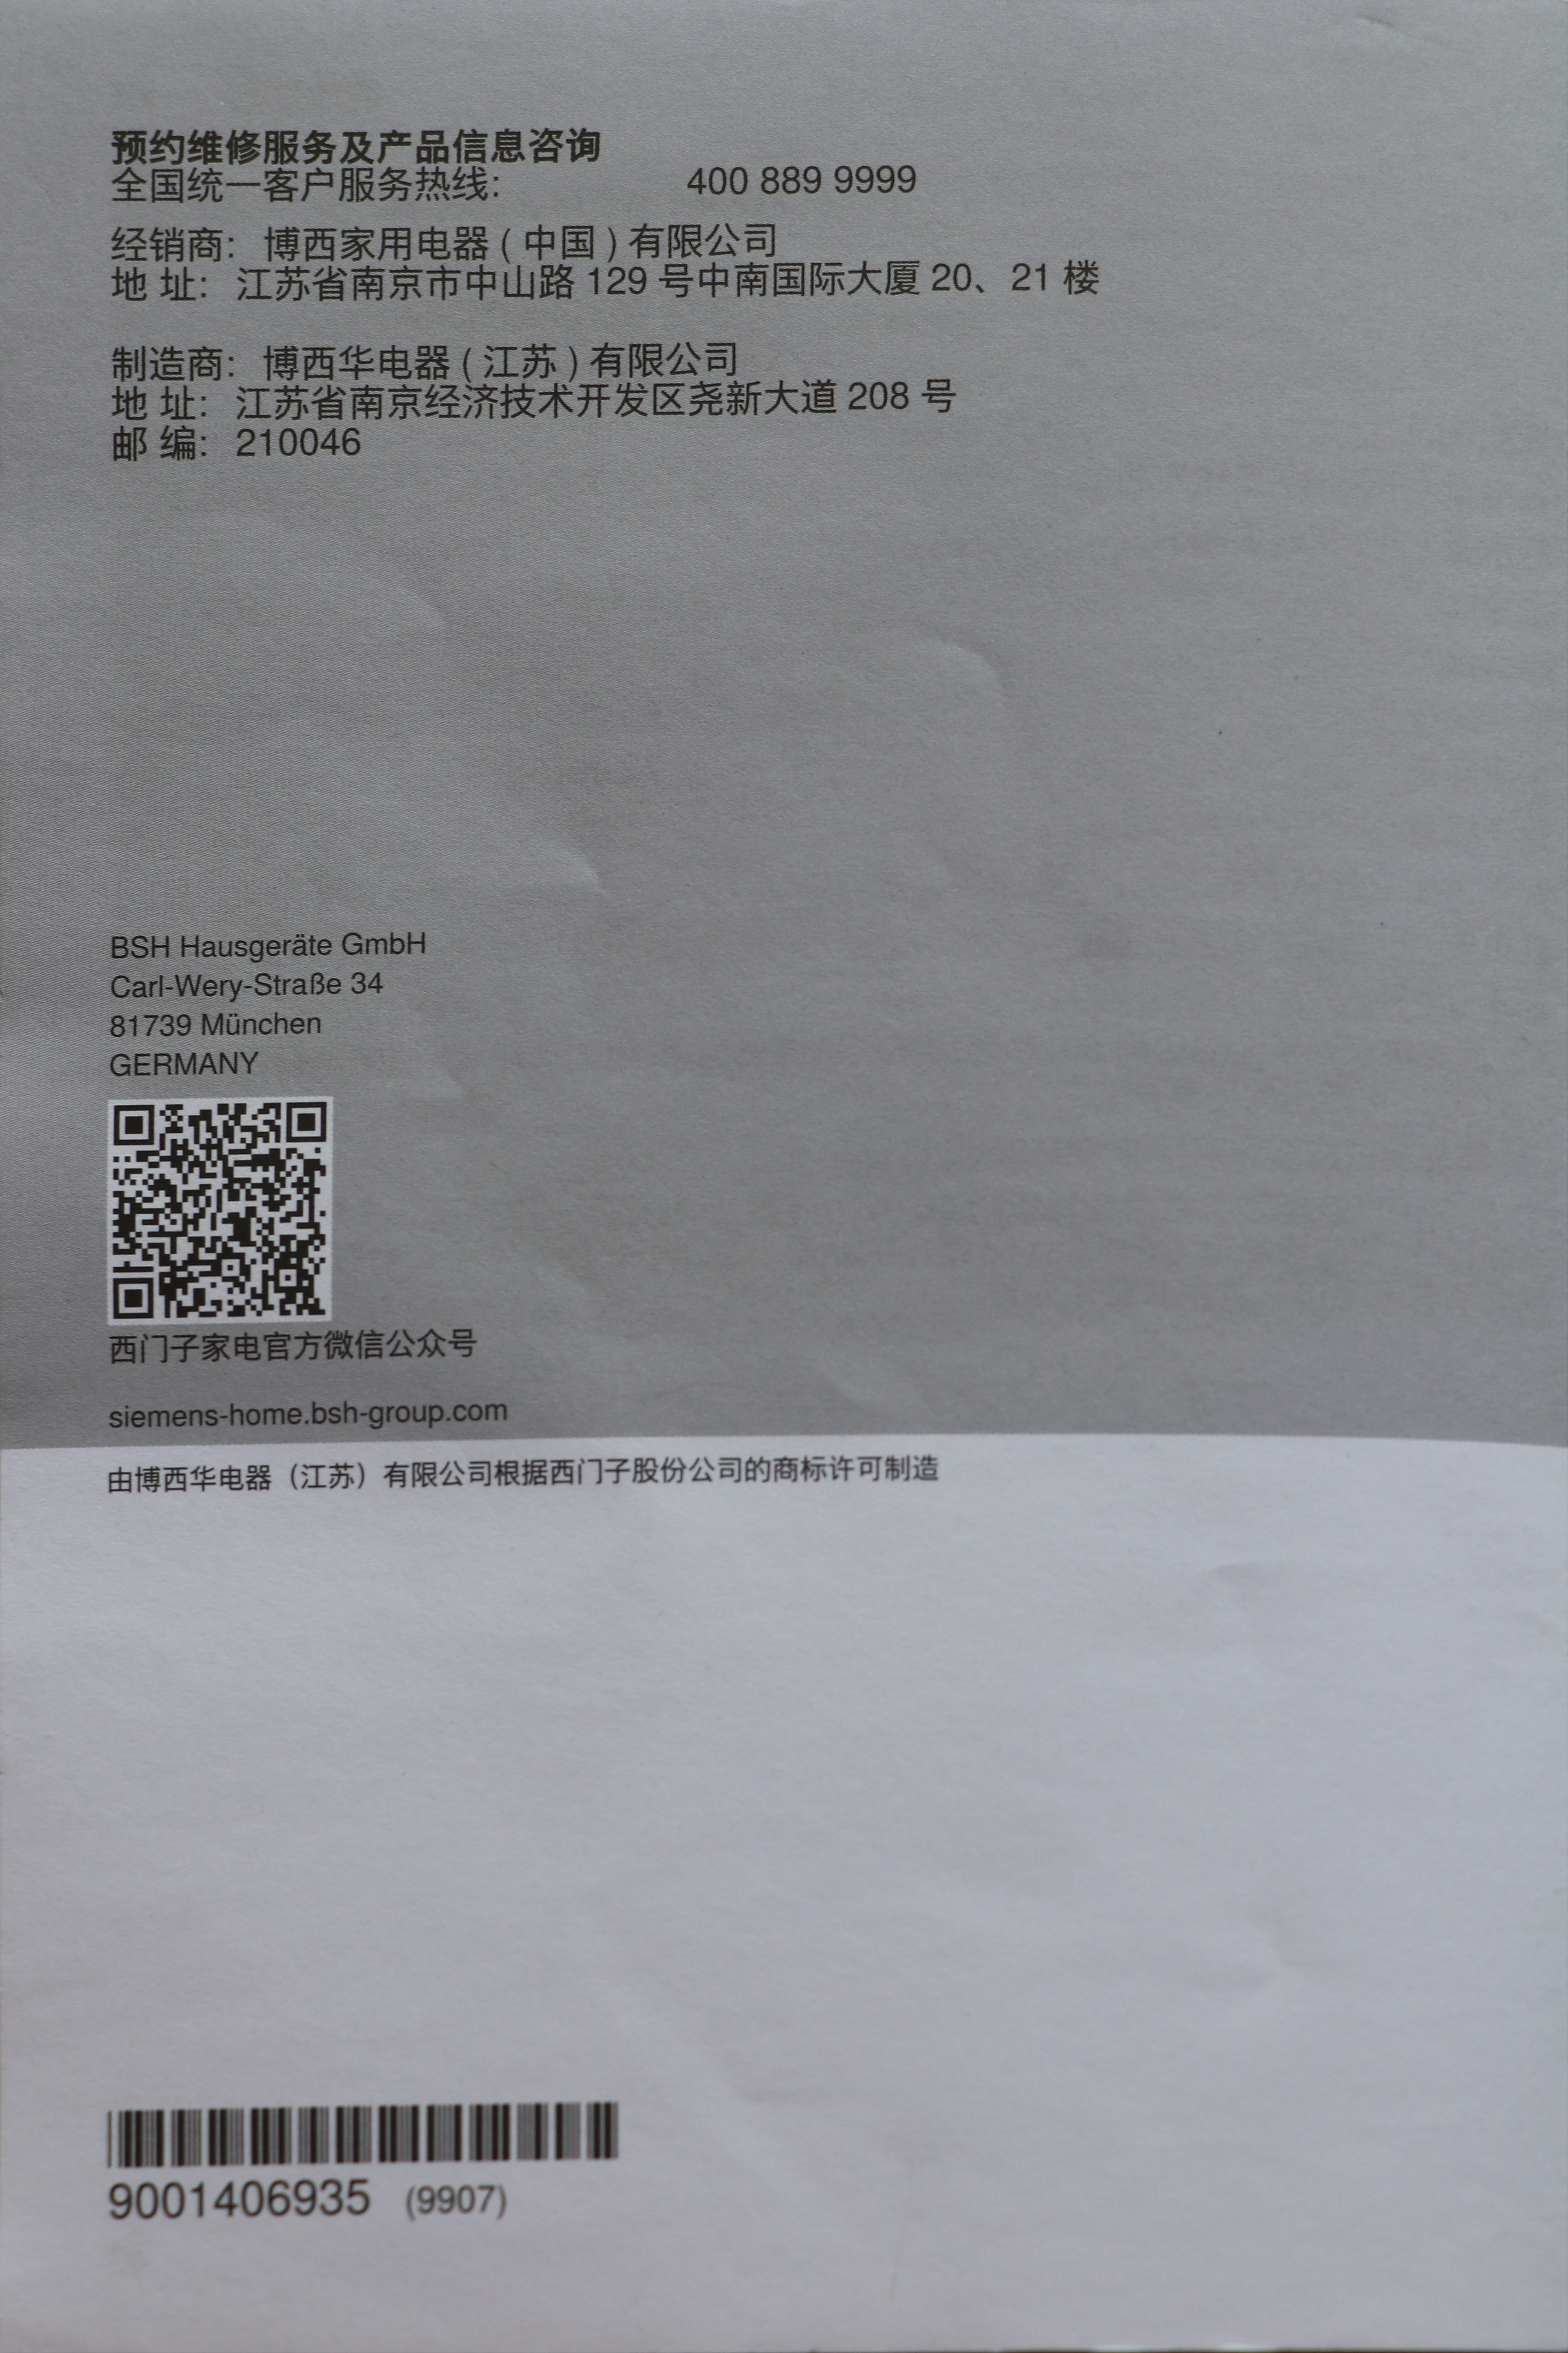 预约维修服务及产品信息咨询
全国统一客户服务热线: 400 889 9999
经销商: 博西家用电器 ( 中国 ) 有限公司
地 址: 江苏省南京市中山路 129 号中南国际大厦 20、21 楼
制造商: 博西华电器 ( 江苏 ) 有限公司
地 址: 江苏省南京经济技术开发区尧新大道 208 号
邮 编: 210046
BSH Hausgeräte GmbH
Carl-Wery-Straße 34
81739 München
GERMANY
西门子家电官方微信公众号
siemens-home.bsh-group.com
由博西华电器（江苏）有限公司根据西门子股份公司的商标许可制造
9001406935 (9907)